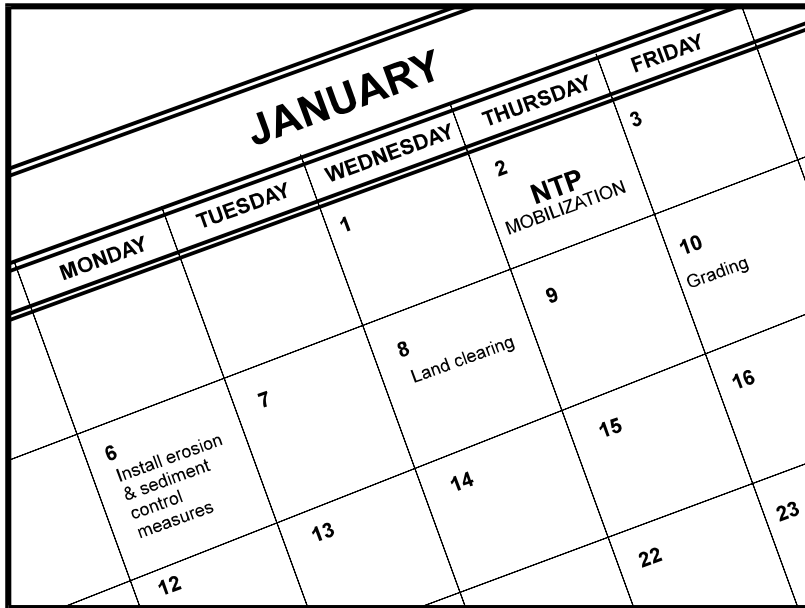 JANUARY
MONDAY
TUESDAY
WEDNESDAY
THURSDAY
FRIDAY
1
2
NTP
MOBILIZATION
3
6
Install erosion
& sediment
control
measures
7
8
Land clearing
9
10
Grading
12
13
14
15
16
22
23